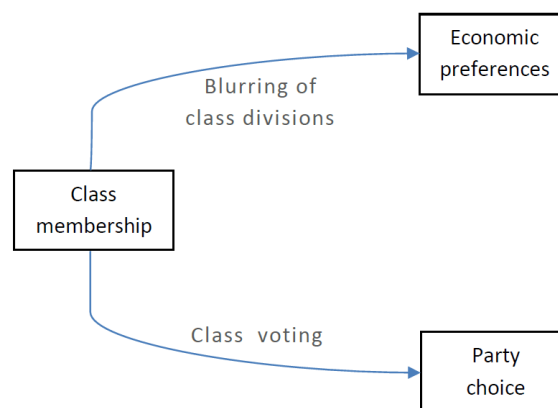 Economic
preferences
Blurring of
class divisions
Class
membership
Class voting
Party
choice